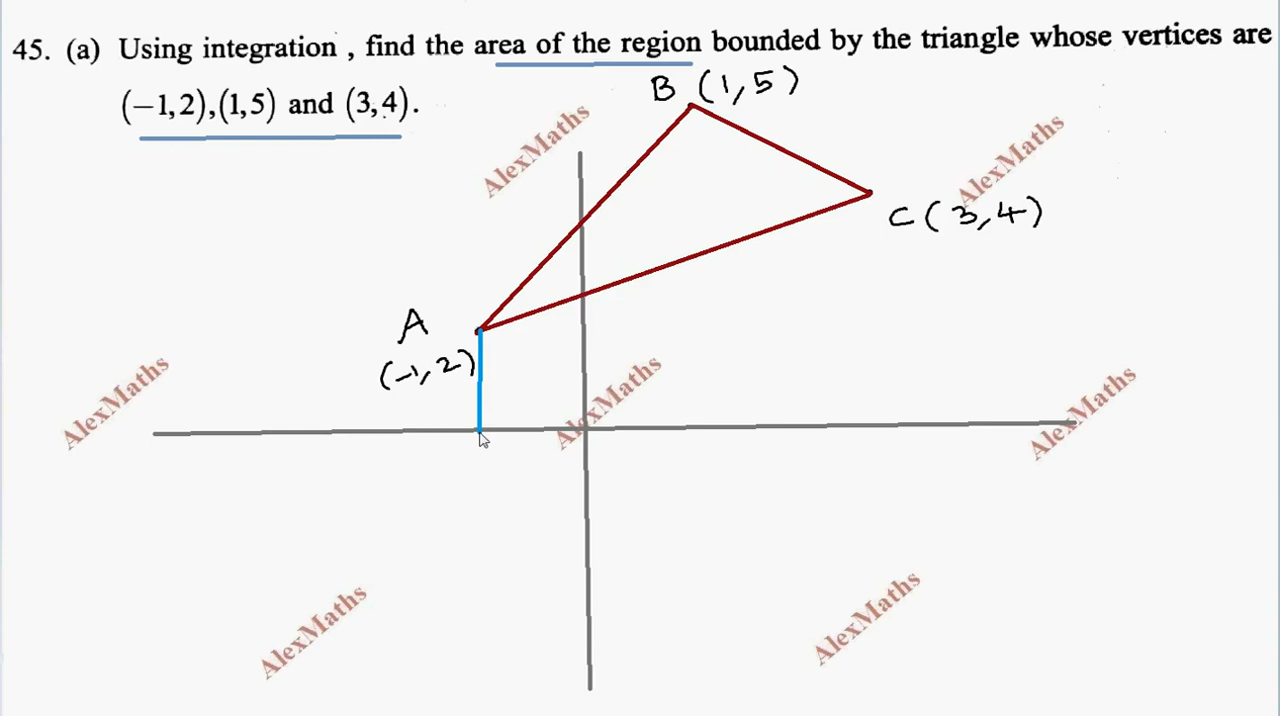 45. (a) Using integration , find the area of the region bounded by the triangle whose vertices are
(−1,2),(1,5) and (3,4).
B (1,5)
AlexMaths
AlexMaths
C (3,4)
A
(-1,2)
AlexMaths
AlexMaths
AlexMaths
AlexMaths
AlexMaths